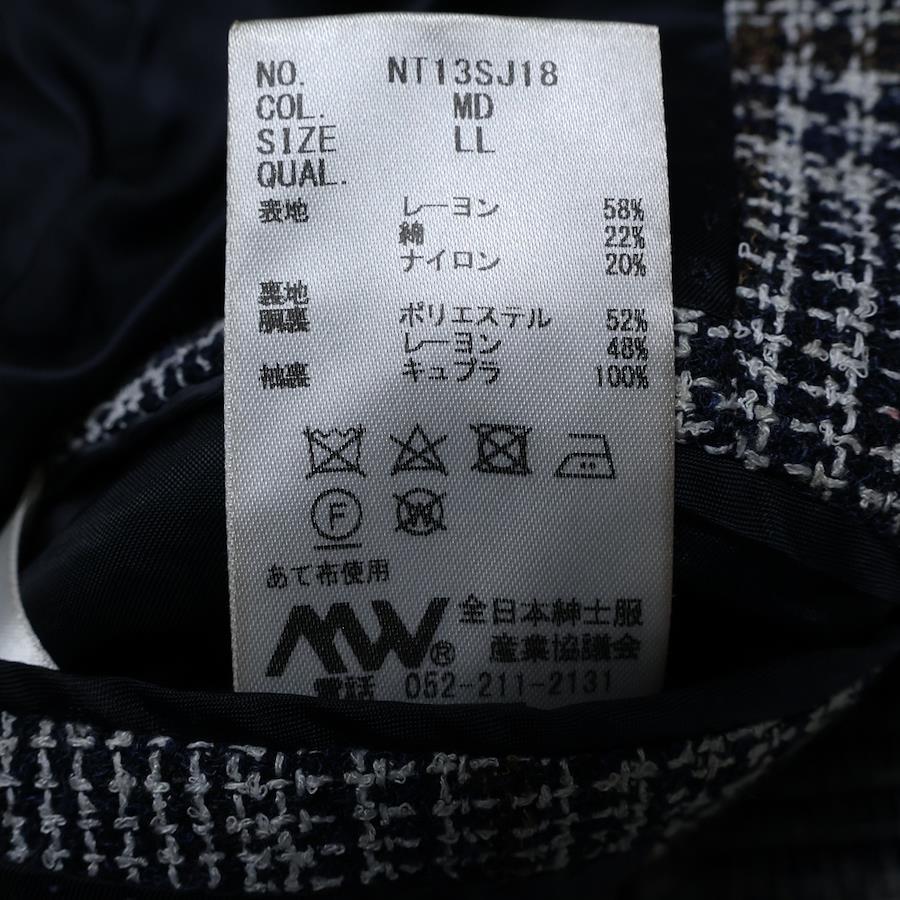 NO. NT13SJ18
COL. MD
SIZE LL
QUAL.
表地 レーヨン 58%
綿 22%
ナイロン 20%
裏地
胴裏 ポリエステル 52%
レーヨン 48%
袖裏 キュプラ 100%
F W
あて布使用
MW® 全日本紳士服
産業協議会
電話 052-211-2131